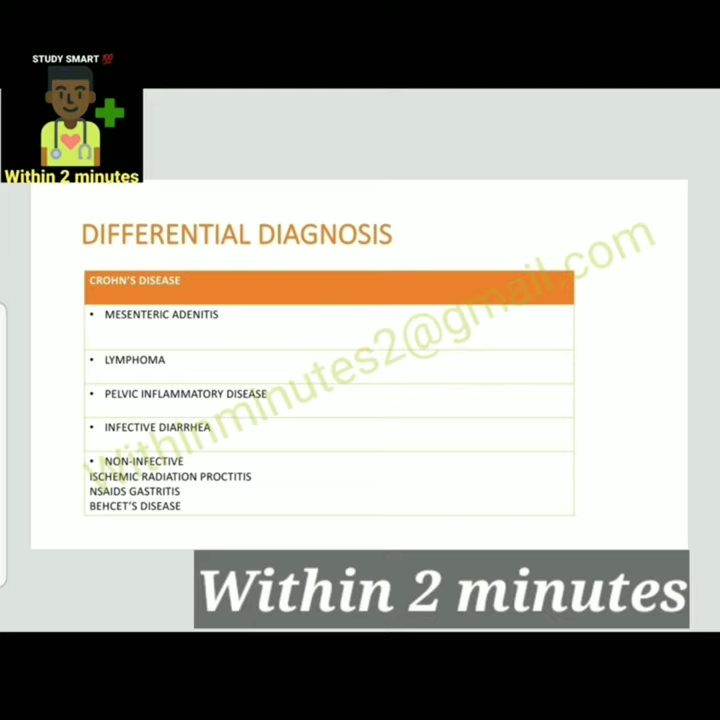 STUDY SMART 💯
Within 2 minutes
DIFFERENTIAL DIAGNOSIS
CROHN'S DISEASE
• MESENTERIC ADENITIS
• LYMPHOMA
• PELVIC INFLAMMATORY DISEASE
• INFECTIVE DIARRHEA
• NON-INFECTIVE
ISCHEMIC RADIATION PROCTITIS
NSAIDS GASTRITIS
BEHCET'S DISEASE
Withinminutes2@gmail.com
Within 2 minutes